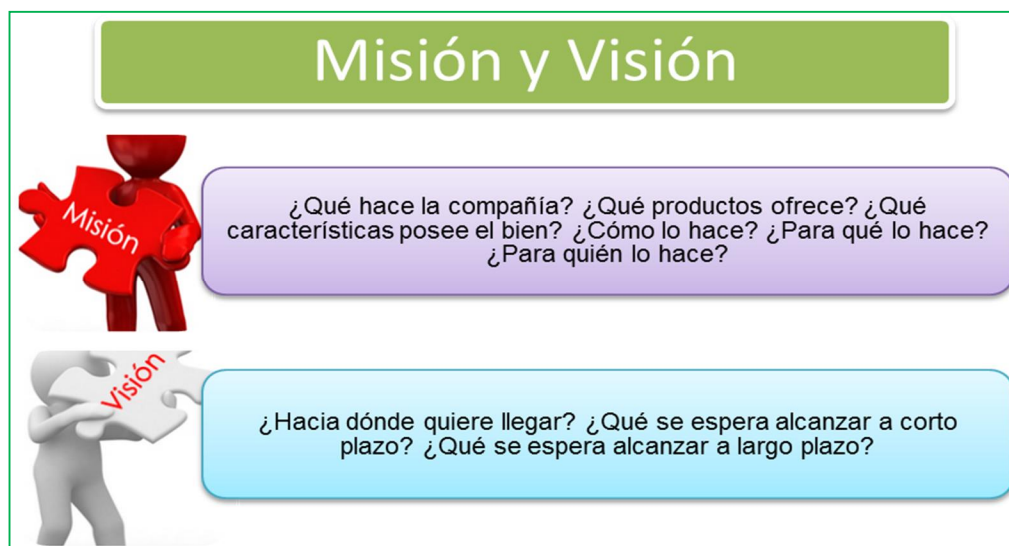 Misión y Visión
Misión
¿Qué hace la compañía? ¿Qué productos ofrece? ¿Qué
características posee el bien? ¿Cómo lo hace? ¿Para qué lo hace?
¿Para quién lo hace?
Visión
¿Hacia dónde quiere llegar? ¿Qué se espera alcanzar a corto
plazo? ¿Qué se espera alcanzar a largo plazo?